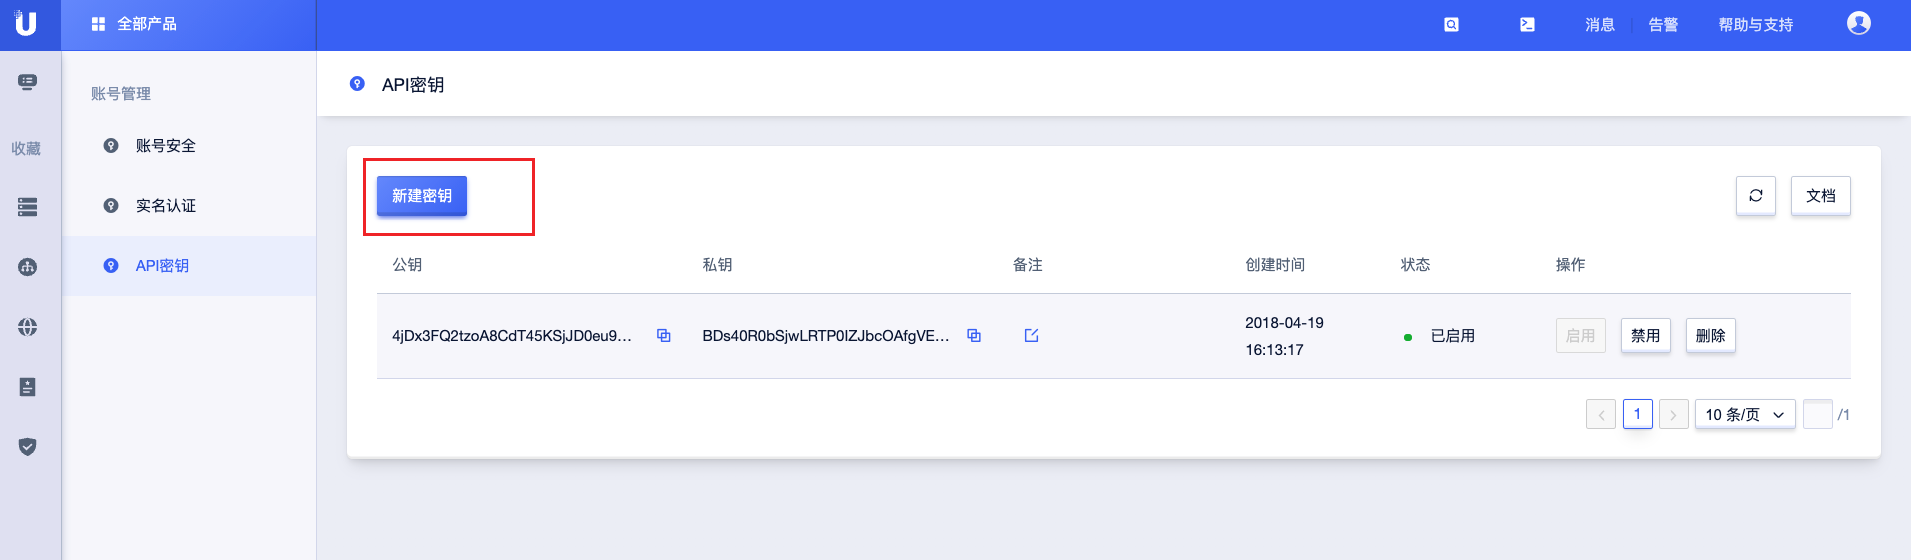 全部产品
消息
告警
帮助与支持
收藏
账号管理
账号安全
实名认证
API密钥
API密钥
新建密钥
文档
公钥 私钥 备注 创建时间 状态 操作
4jDx3FQ2tzoA8CdT45KSjJD0eu9... BDs40R0bSjwLRTP0IZJbcOAfgVE... 2018-04-19
16:13:17
已启用
启用 禁用 删除
1 10 条/页 /1